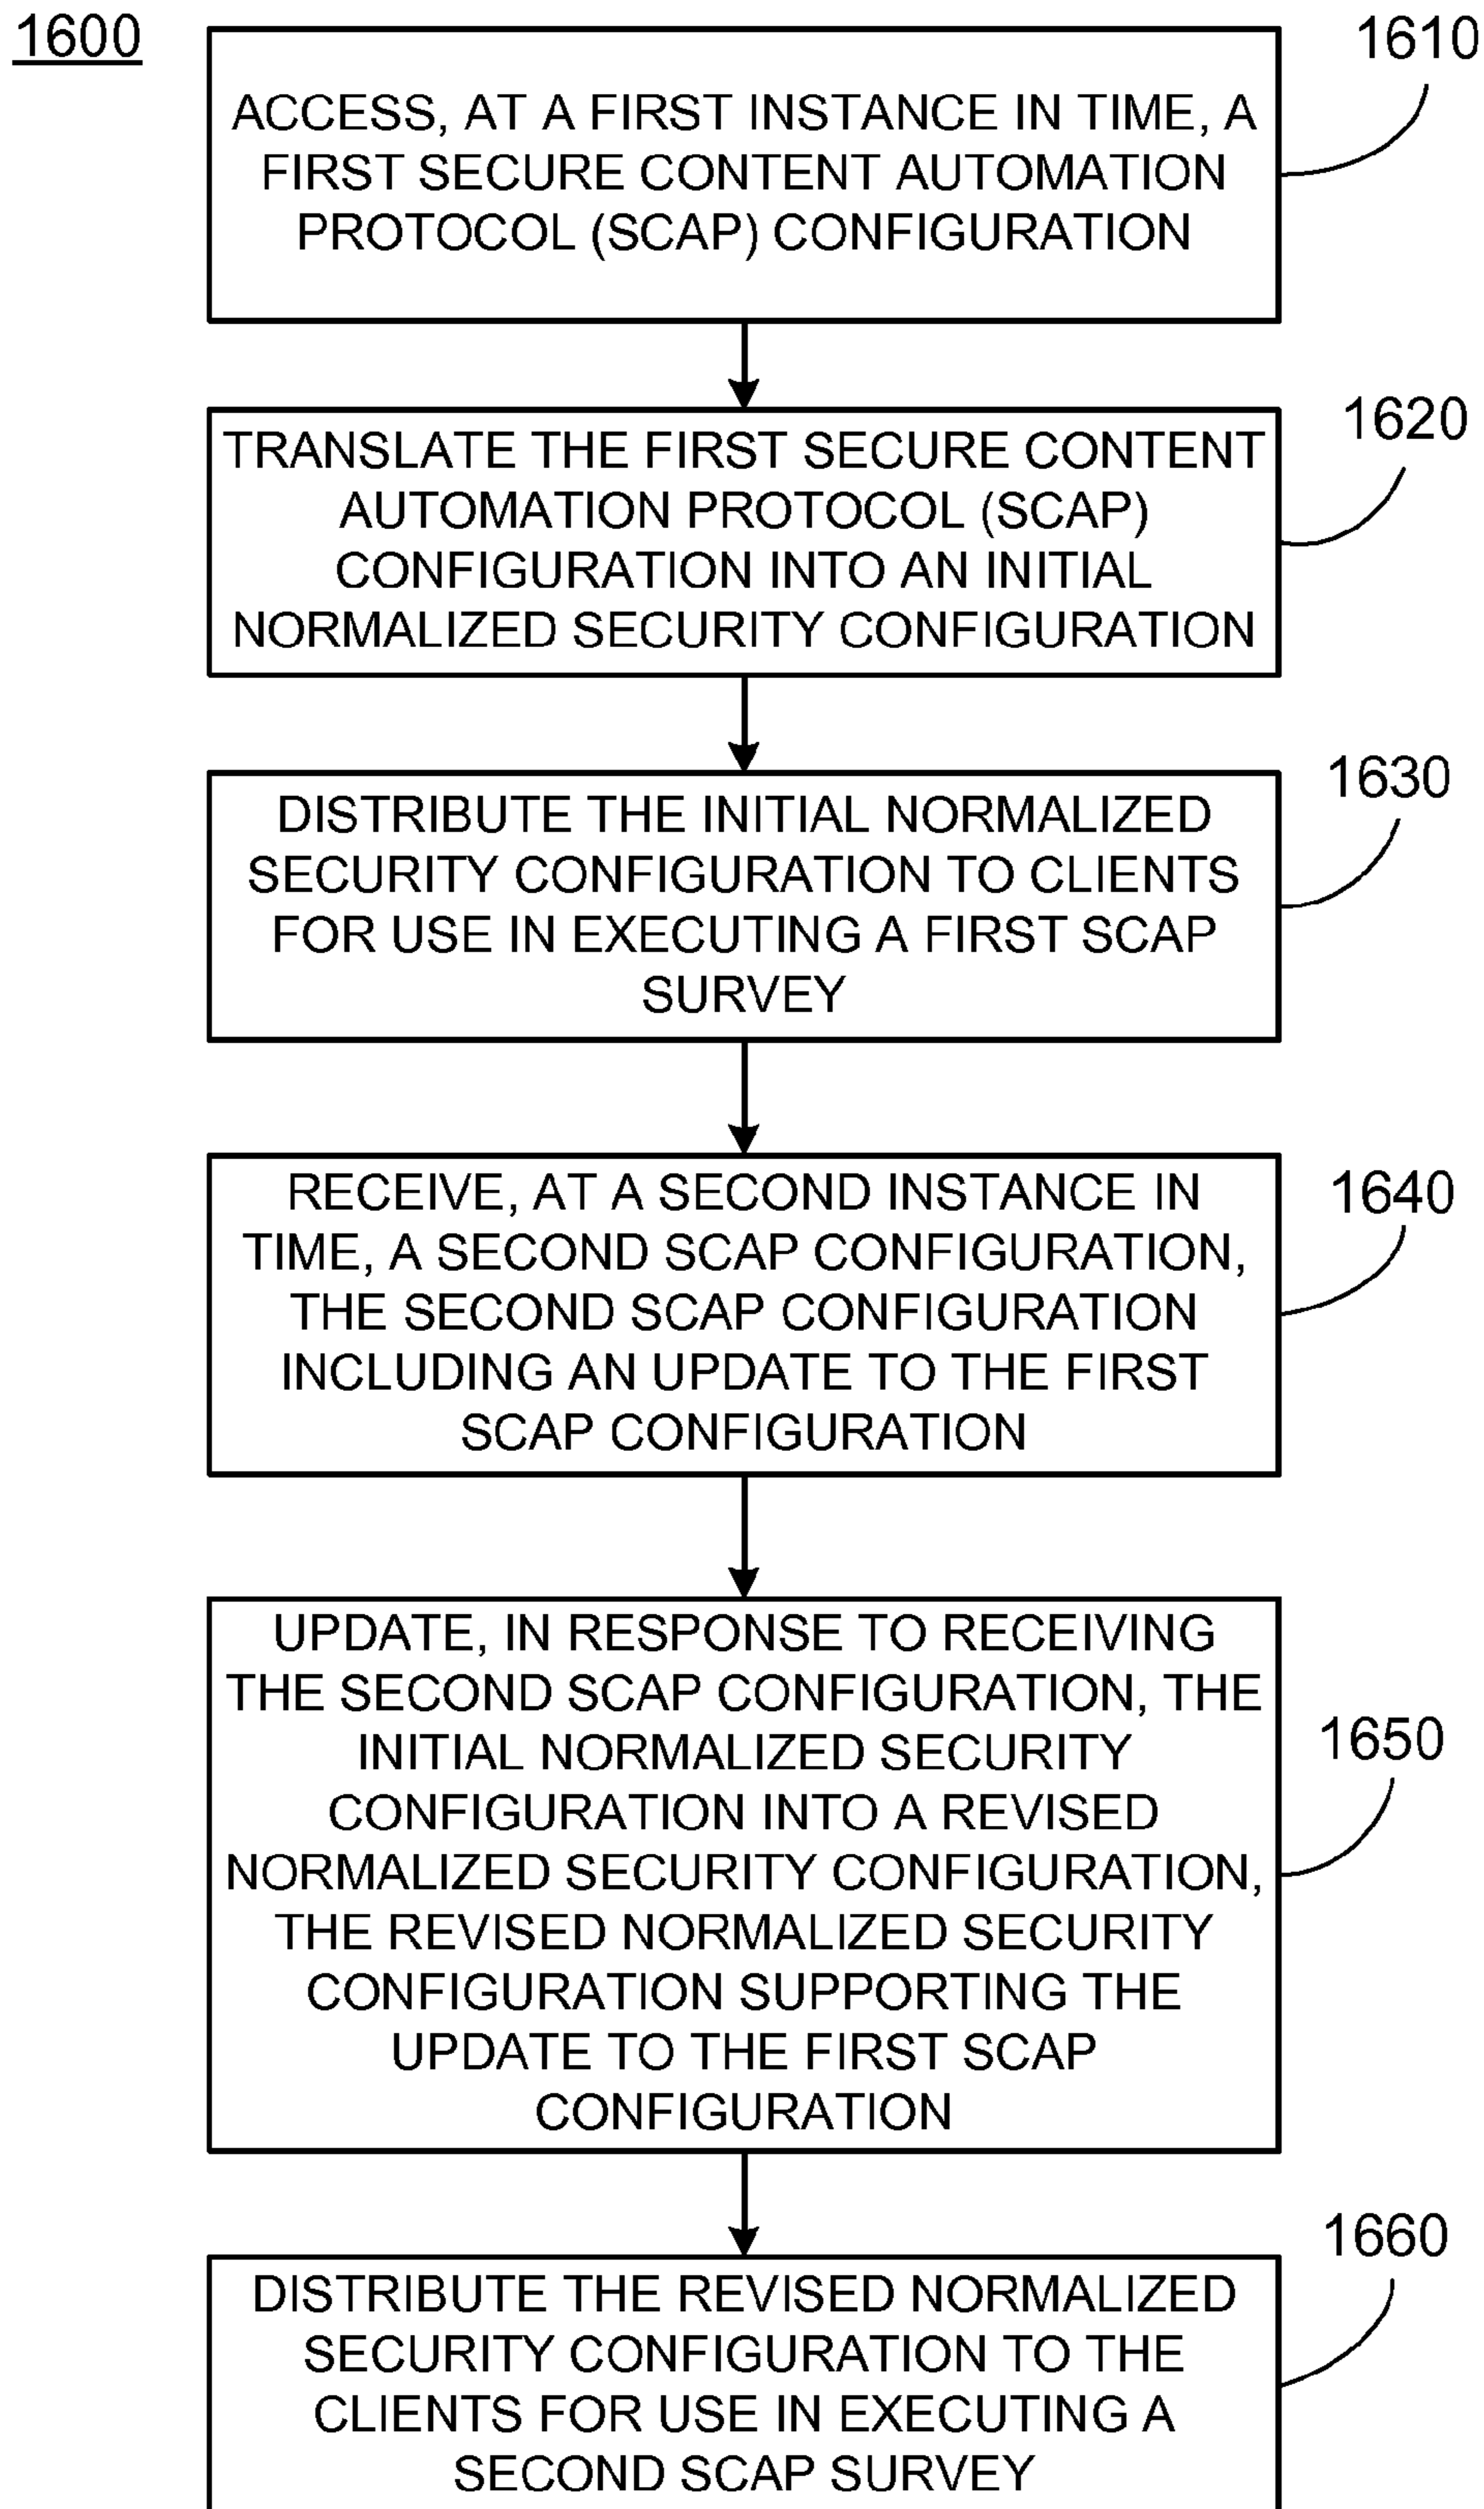 1600
1610
ACCESS, AT A FIRST INSTANCE IN TIME, A
FIRST SECURE CONTENT AUTOMATION
PROTOCOL (SCAP) CONFIGURATION
1620
TRANSLATE THE FIRST SECURE CONTENT
AUTOMATION PROTOCOL (SCAP)
CONFIGURATION INTO AN INITIAL
NORMALIZED SECURITY CONFIGURATION
1630
DISTRIBUTE THE INITIAL NORMALIZED
SECURITY CONFIGURATION TO CLIENTS
FOR USE IN EXECUTING A FIRST SCAP
SURVEY
1640
RECEIVE, AT A SECOND INSTANCE IN
TIME, A SECOND SCAP CONFIGURATION,
THE SECOND SCAP CONFIGURATION
INCLUDING AN UPDATE TO THE FIRST
SCAP CONFIGURATION
1650
UPDATE, IN RESPONSE TO RECEIVING
THE SECOND SCAP CONFIGURATION, THE
INITIAL NORMALIZED SECURITY
CONFIGURATION INTO A REVISED
NORMALIZED SECURITY CONFIGURATION,
THE REVISED NORMALIZED SECURITY
CONFIGURATION SUPPORTING THE
UPDATE TO THE FIRST SCAP
CONFIGURATION
1660
DISTRIBUTE THE REVISED NORMALIZED
SECURITY CONFIGURATION TO THE
CLIENTS FOR USE IN EXECUTING A
SECOND SCAP SURVEY